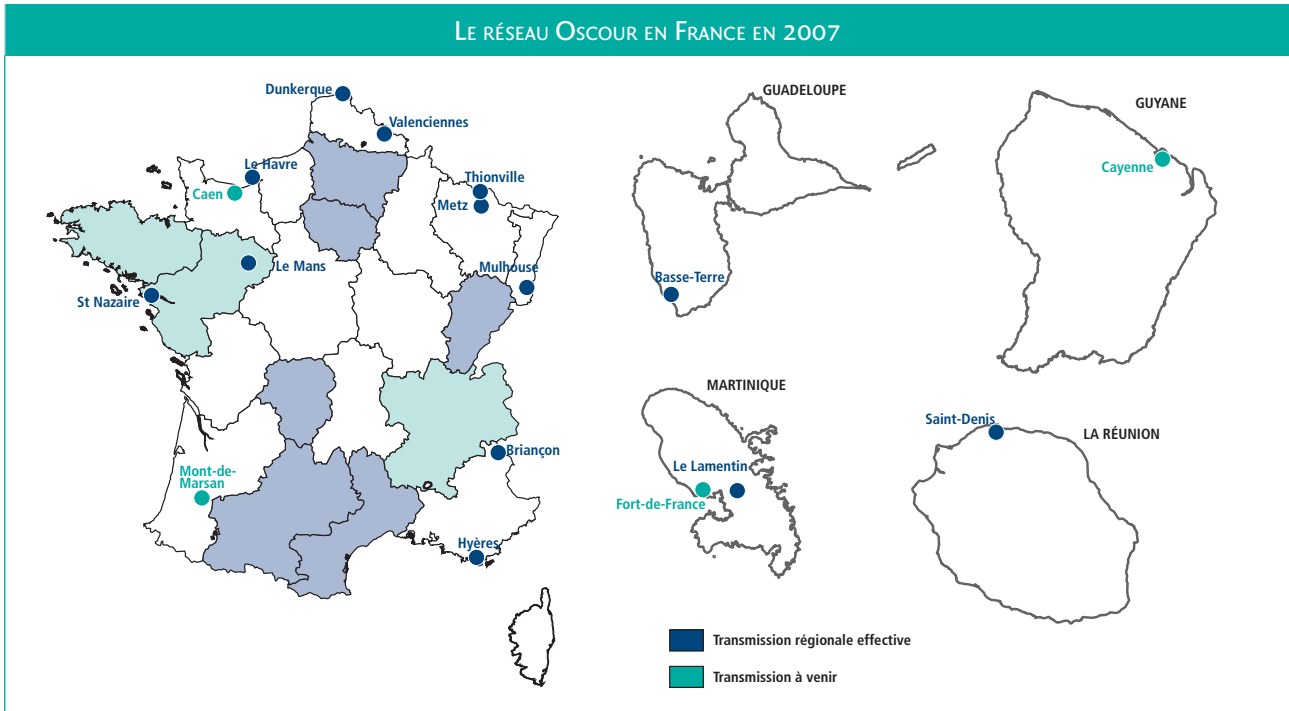 Le réseau Oscour en France en 2007
Dunkerque
Valenciennes
Le Havre
Caen
Thionville
Metz
Le Mans
Mulhouse
St Nazaire
Briançon
Mont-de-
Marsan
Hyères
GUADELOUPE
Basse-Terre
GUYANE
Cayenne
MARTINIQUE
Le Lamentin
Fort-de-France
Saint-Denis
LA RÉUNION
Transmission régionale effective
Transmission à venir